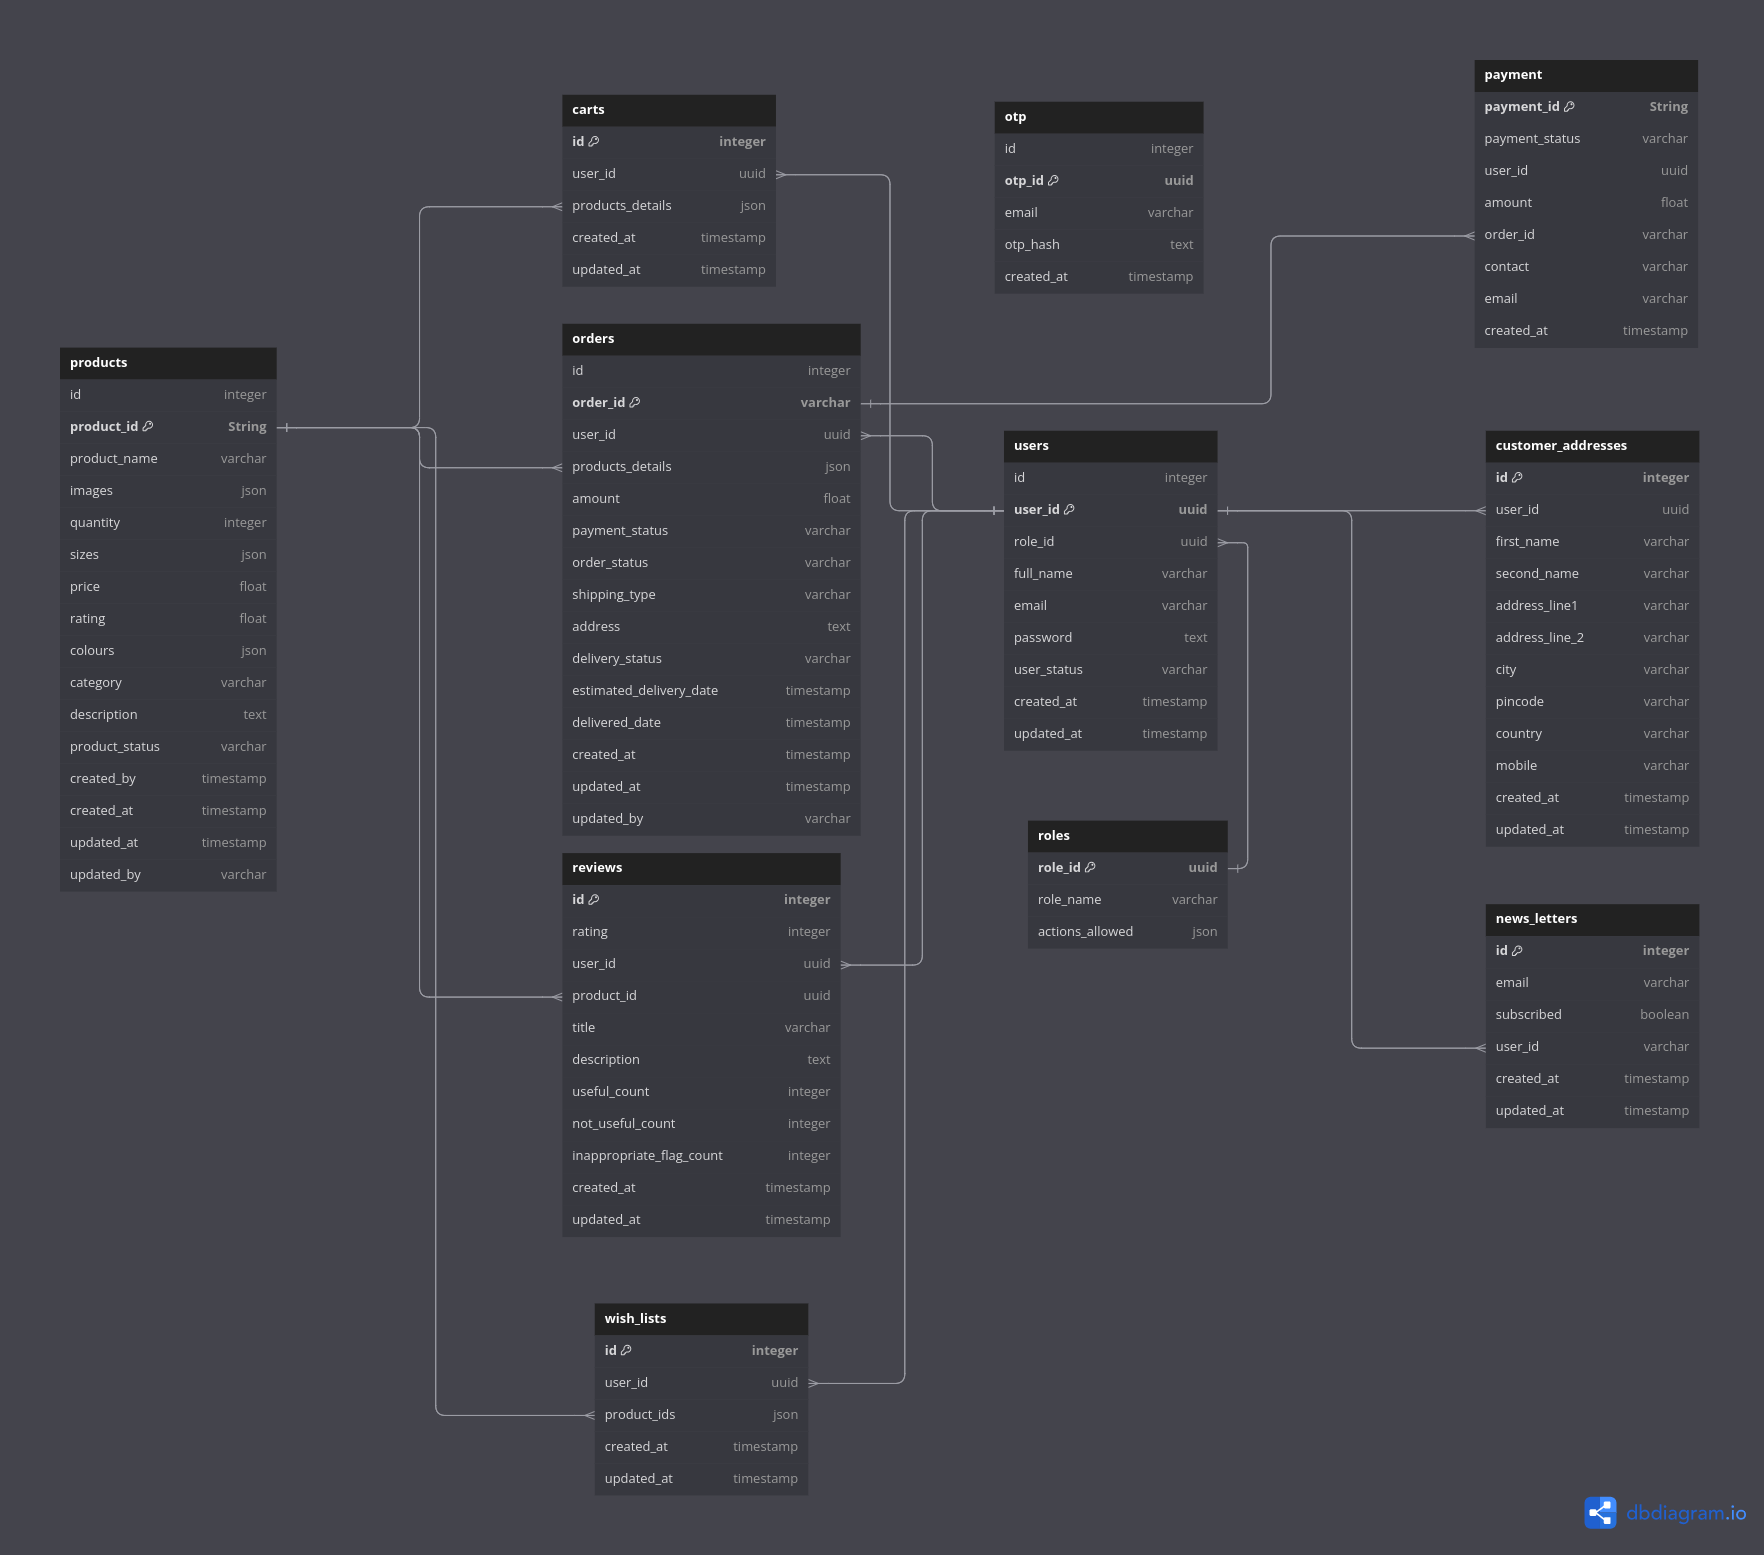 products
id integer
product_id String
product_name varchar
images json
quantity integer
sizes json
price float
rating float
colours json
category varchar
description text
product_status varchar
created_by timestamp
created_at timestamp
updated_at timestamp
updated_by varchar
carts
id integer
user_id uuid
products_details json
created_at timestamp
updated_at timestamp
orders
id integer
order_id varchar
user_id uuid
products_details json
amount float
payment_status varchar
order_status varchar
shipping_type varchar
address text
delivery_status varchar
estimated_delivery_date timestamp
delivered_date timestamp
created_at timestamp
updated_at timestamp
updated_by varchar
reviews
id integer
rating integer
user_id uuid
product_id uuid
title varchar
description text
useful_count integer
not_useful_count integer
inappropriate_flag_count integer
created_at timestamp
updated_at timestamp
wish_lists
id integer
user_id uuid
product_ids json
created_at timestamp
updated_at timestamp
otp
id integer
otp_id uuid
email varchar
otp_hash text
created_at timestamp
users
id integer
user_id uuid
role_id uuid
full_name varchar
email varchar
password text
user_status varchar
created_at timestamp
updated_at timestamp
roles
role_id uuid
role_name varchar
actions_allowed json
payment
payment_id String
payment_status varchar
user_id uuid
amount float
order_id varchar
contact varchar
email varchar
created_at timestamp
customer_addresses
id integer
user_id uuid
first_name varchar
second_name varchar
address_line1 varchar
address_line_2 varchar
city varchar
pincode varchar
country varchar
mobile varchar
created_at timestamp
updated_at timestamp
news_letters
id integer
email varchar
subscribed boolean
user_id varchar
created_at timestamp
updated_at timestamp
dbdiagram.io